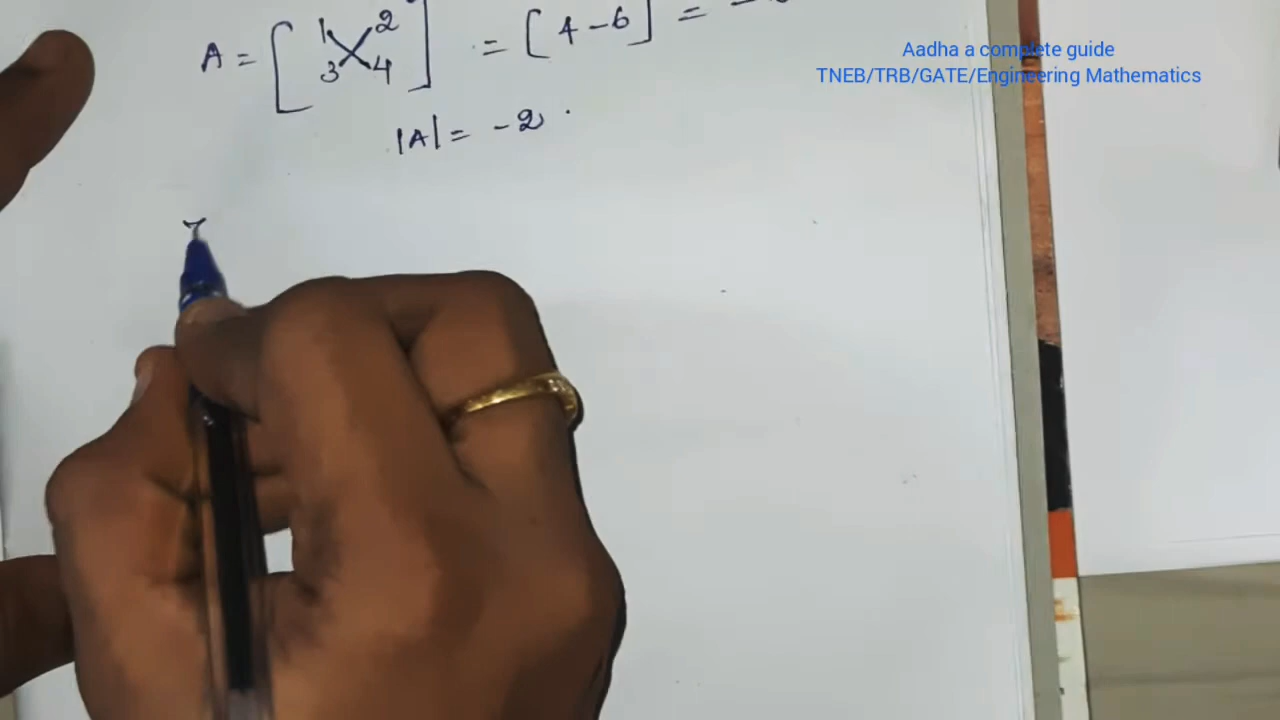 A = [ 1 2 ] = [ 4 - 6 ] = -
3 4
Aadha a complete guide
TNEB/TRB/GATE/Engineering Mathematics
|A| = -2 .